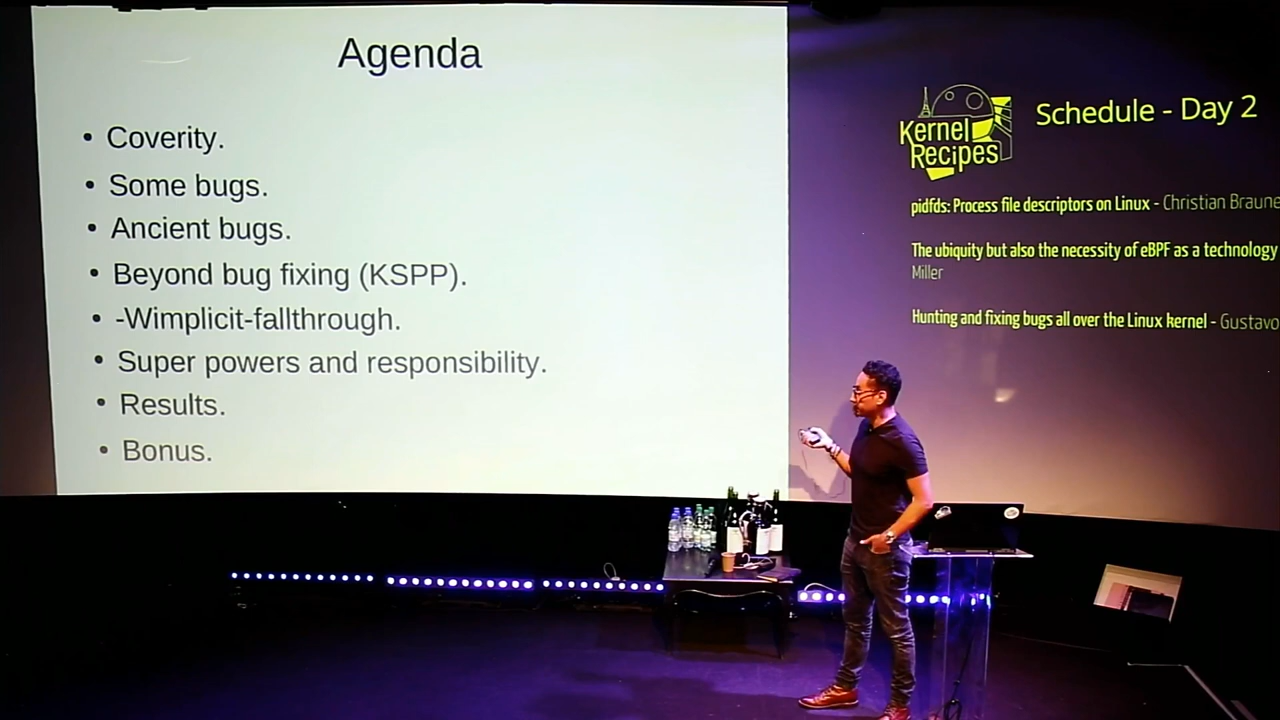 Agenda
• Coverity.
• Some bugs.
• Ancient bugs.
• Beyond bug fixing (KSPP).
• -Wimplicit-fallthrough.
• Super powers and responsibility.
• Results.
• Bonus.
Kernel
Recipes
Schedule - Day 2
pidfds: Process file descriptors on Linux - Christian Braune
The ubiquity but also the necessity of eBPF as a technology
Miller
Hunting and fixing bugs all over the Linux kernel - Gustavo